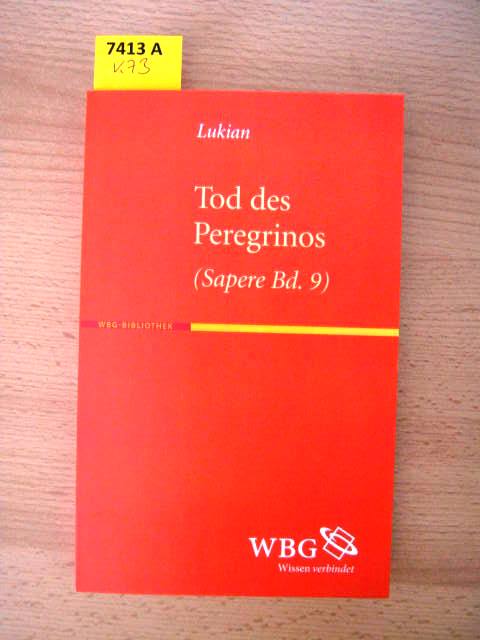 7413 A
v.73
Lukian
Tod des
Peregrinos
(Sapere Bd. 9)
WBG-BIBLIOTHEK
WBG
Wissen verbindet